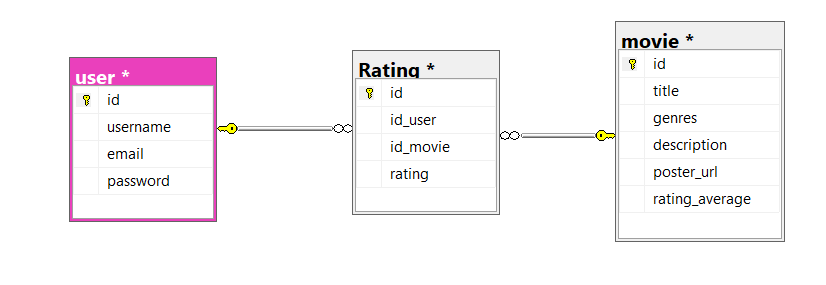 user *
id
username
email
password
Rating *
id
id_user
id_movie
rating
movie *
id
title
genres
description
poster_url
rating_average